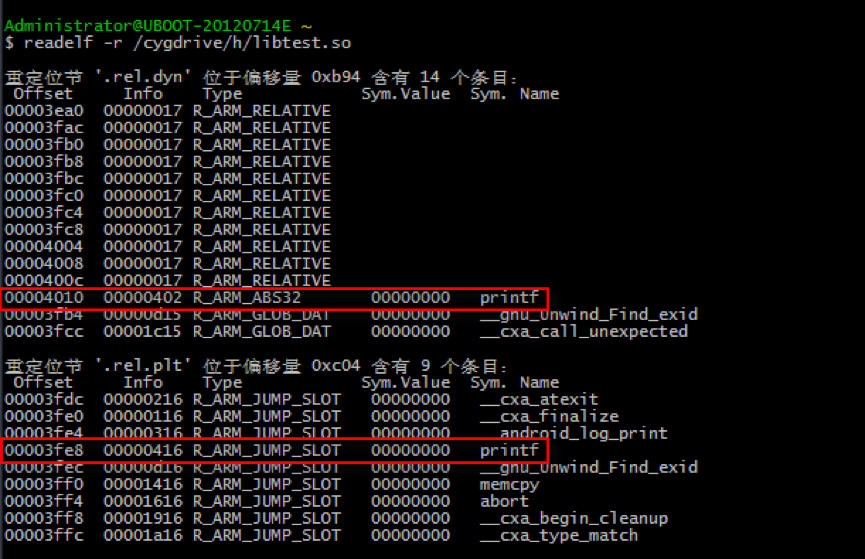 Administrator@UBOOT-20120714E ~
$ readelf -r /cygdrive/h/libtest.so
重定位节 '.rel.dyn' 位于偏移量 0xb94 含有 14 个条目：
Offset Info Type Sym.Value Sym. Name
00003ea0 00000017 R_ARM_RELATIVE
00003fac 00000017 R_ARM_RELATIVE
00003fb0 00000017 R_ARM_RELATIVE
00003fb8 00000017 R_ARM_RELATIVE
00003fbc 00000017 R_ARM_RELATIVE
00003fc0 00000017 R_ARM_RELATIVE
00003fc4 00000017 R_ARM_RELATIVE
00003fc8 00000017 R_ARM_RELATIVE
00004004 00000017 R_ARM_RELATIVE
00004008 00000017 R_ARM_RELATIVE
0000400c 00000017 R_ARM_RELATIVE
00004010 00000402 R_ARM_ABS32 00000000 printf
00003fb4 00000d15 R_ARM_GLOB_DAT 00000000 __gnu_Unwind_Find_exid
00003fcc 00001c15 R_ARM_GLOB_DAT 00000000 __cxa_call_unexpected
重定位节 '.rel.plt' 位于偏移量 0xc04 含有 9 个条目：
Offset Info Type Sym.Value Sym. Name
00003fdc 00000216 R_ARM_JUMP_SLOT 00000000 __cxa_atexit
00003fe0 00000116 R_ARM_JUMP_SLOT 00000000 __cxa_finalize
00003fe4 00000316 R_ARM_JUMP_SLOT 00000000 __android_log_print
00003fe8 00000416 R_ARM_JUMP_SLOT 00000000 printf
00003fec 00000d16 R_ARM_JUMP_SLOT 00000000 __gnu_Unwind_Find_exid
00003ff0 00001416 R_ARM_JUMP_SLOT 00000000 memcpy
00003ff4 00001616 R_ARM_JUMP_SLOT 00000000 abort
00003ff8 00001916 R_ARM_JUMP_SLOT 00000000 __cxa_begin_cleanup
00003ffc 00001a16 R_ARM_JUMP_SLOT 00000000 __cxa_type_match